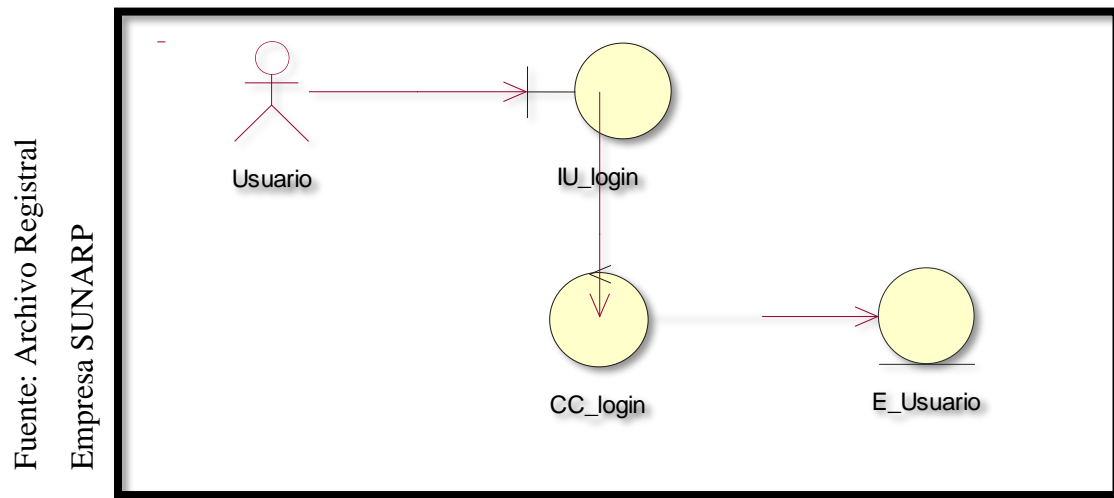 Fuente: Archivo Registral
Empresa SUNARP
Usuario
IU_login
CC_login
E_Usuario